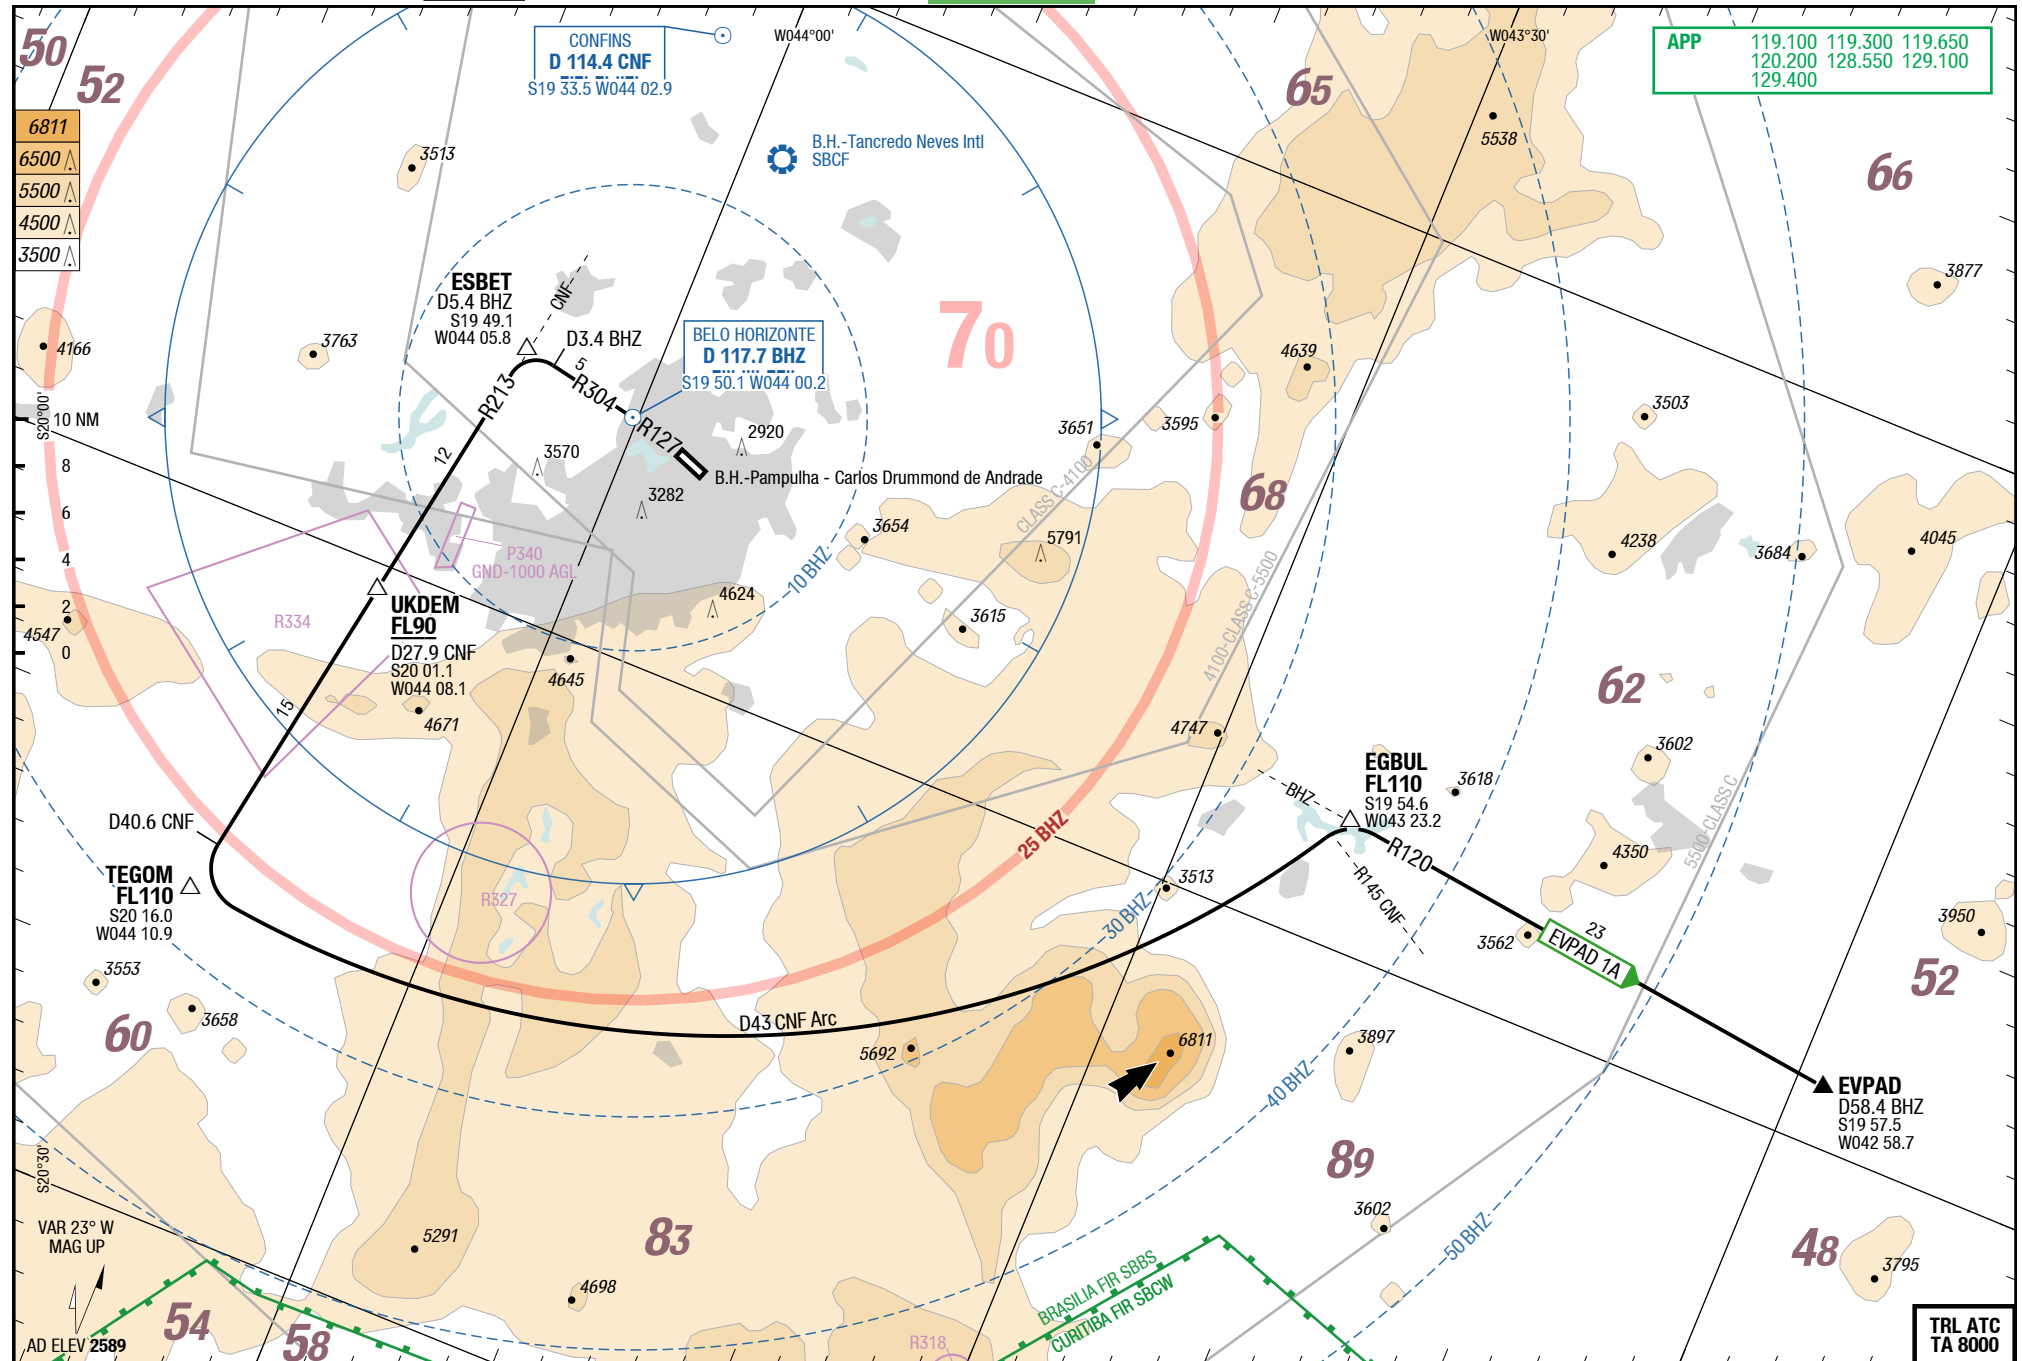 50
52
CONFINS
D 114.4 CNF
S19 33.5 W044 02.9
W044°00'
W043°30'
65
APP
119.100 119.300 119.650
120.200 128.550 129.100
129.400
6811
6500
5500
4500
3500
3513
B.H.-Tancredo Neves Intl
SBCF
5538
66
3877
ESBET
D5.4 BHZ
S19 49.1
W044 05.8
CNF
D3.4 BHZ
5
R304
R213
BELO HORIZONTE
D 117.7 BHZ
S19 50.1 W044 00.2
70
4166
3763
4639
S20°00'
10 NM
8
6
4
2
0
12
3570
R127
2920
3282
B.H.-Pampulha - Carlos Drummond de Andrade
3651
3595
3503
CLASS C-4100
68
3654
5791
4238
3684
4045
P340
GND-1000 AGL
10 BHZ
4100-CLASS C-5500
UKDEM
FL90
D27.9 CNF
S20 01.1
W044 08.1
R334
4547
4624
3615
4645
4671
15
62
4747
3602
EGBUL
FL110
S19 54.6
W043 23.2
BHZ
3618
5500-CLASS C
D40.6 CNF
25 BHZ
R120
4350
TEGOM
FL110
S20 16.0
W044 10.9
R327
3513
R145 CNF
30 BHZ
23
EVPAD 1A
3562
3950
52
3553
3658
60
D43 CNF Arc
5692
6811
3897
40 BHZ
EVPAD
D58.4 BHZ
S19 57.5
W042 58.7
S20°30'
89
3602
50 BHZ
VAR 23° W
MAG UP
5291
83
4698
BRASILIA FIR SBBS
CURITIBA FIR SBCW
48
3795
54
58
AD ELEV 2589
R318
TRL ATC
TA 8000